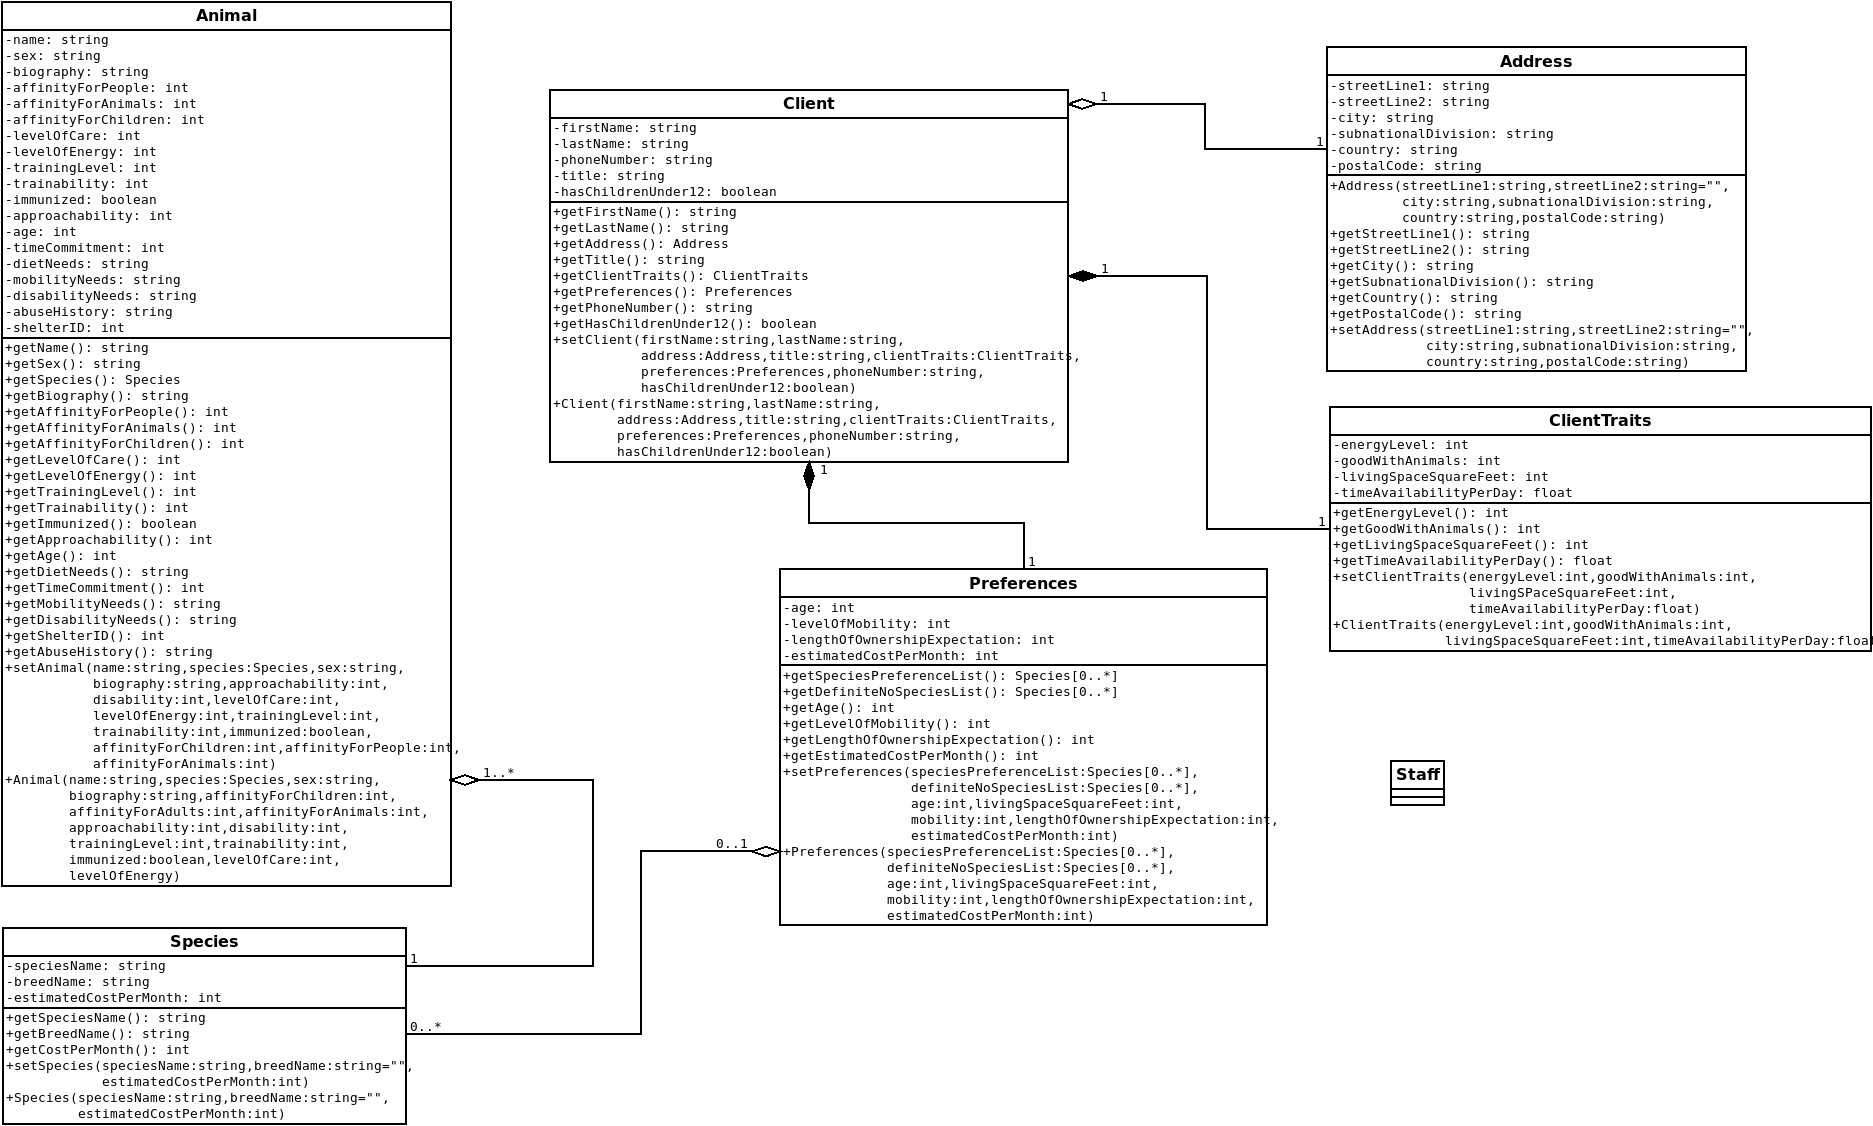 Animal
-name: string
-sex: string
-biography: string
-affinityForPeople: int
-affinityForAnimals: int
-affinityForChildren: int
-levelOfCare: int
-levelOfEnergy: int
-trainingLevel: int
-trainability: int
-immunized: boolean
-approachability: int
-age: int
-timeCommitment: int
-dietNeeds: string
-mobilityNeeds: string
-disabilityNeeds: string
-abuseHistory: string
-shelterID: int
+getName(): string
+getSex(): string
+getSpecies(): Species
+getBiography(): string
+getAffinityForPeople(): int
+getAffinityForAnimals(): int
+getAffinityForChildren(): int
+getLevelOfCare(): int
+getLevelOfEnergy(): int
+getTrainingLevel(): int
+getTrainability(): int
+getImmunized(): boolean
+getApproachability(): int
+getAge(): int
+getDietNeeds(): string
+getTimeCommitment(): int
+getMobilityNeeds(): string
+getDisabilityNeeds(): string
+getShelterID(): int
+getAbuseHistory(): string
+setAnimal(name:string,species:Species,sex:string,
biography:string,approachability:int,
disability:int,levelOfCare:int,
levelOfEnergy:int,trainingLevel:int,
trainability:int,immunized:boolean,
affinityForChildren:int,affinityForPeople:int,
affinityForAnimals:int)
+Animal(name:string,species:Species,sex:string,
biography:string,affinityForChildren:int,
affinityForAdults:int,affinityForAnimals:int,
approachability:int,disability:int,
trainingLevel:int,trainability:int,
immunized:boolean,levelOfCare:int,
levelOfEnergy)
1..*
Species
-speciesName: string
-breedName: string
-estimatedCostPerMonth: int
+getSpeciesName(): string
+getBreedName(): string
+getCostPerMonth(): int
+setSpecies(speciesName:string,breedName:string="",
estimatedCostPerMonth:int)
+Species(speciesName:string,breedName:string="",
estimatedCostPerMonth:int)
1
0..*
Client
-firstName: string
-lastName: string
-phoneNumber: string
-title: string
-hasChildrenUnder12: boolean
+getFirstName(): string
+getLastName(): string
+getAddress(): Address
+getTitle(): string
+getClientTraits(): ClientTraits
+getPreferences(): Preferences
+getPhoneNumber(): string
+getHasChildrenUnder12(): boolean
+setClient(firstName:string,lastName:string,
address:Address,title:string,clientTraits:ClientTraits,
preferences:Preferences,phoneNumber:string,
hasChildrenUnder12:boolean)
+Client(firstName:string,lastName:string,
address:Address,title:string,clientTraits:ClientTraits,
preferences:Preferences,phoneNumber:string,
hasChildrenUnder12:boolean)
1
1
1
1
Preferences
-age: int
-levelOfMobility: int
-lengthOfOwnershipExpectation: int
-estimatedCostPerMonth: int
+getSpeciesPreferenceList(): Species[0..*]
+getDefiniteNoSpeciesList(): Species[0..*]
+getAge(): int
+getLevelOfMobility(): int
+getLengthOfOwnershipExpectation(): int
+getEstimatedCostPerMonth(): int
+setPreferences(speciesPreferenceList:Species[0..*],
definiteNoSpeciesList:Species[0..*],
age:int,livingSpaceSquareFeet:int,
mobility:int,lengthOfOwnershipExpectation:int,
estimatedCostPerMonth:int)
+Preferences(speciesPreferenceList:Species[0..*],
definiteNoSpeciesList:Species[0..*],
age:int,livingSpaceSquareFeet:int,
mobility:int,lengthOfOwnershipExpectation:int,
estimatedCostPerMonth:int)
0..1
Address
-streetLine1: string
-streetLine2: string
-city: string
-subnationalDivision: string
-country: string
-postalCode: string
+Address(streetLine1:string,streetLine2:string="",
city:string,subnationalDivision:string,
country:string,postalCode:string)
+getStreetLine1(): string
+getStreetLine2(): string
+getCity(): string
+getSubnationalDivision(): string
+getCountry(): string
+getPostalCode(): string
+setAddress(streetLine1:string,streetLine2:string="",
city:string,subnationalDivision:string,
country:string,postalCode:string)
1
ClientTraits
-energyLevel: int
-goodWithAnimals: int
-livingSpaceSquareFeet: int
-timeAvailabilityPerDay: float
+getEnergyLevel(): int
+getGoodWithAnimals(): int
+getLivingSpaceSquareFeet(): int
+getTimeAvailabilityPerDay(): float
+setClientTraits(energyLevel:int,goodWithAnimals:int,
livingSPaceSquareFeet:int,
timeAvailabilityPerDay:float)
+ClientTraits(energyLevel:int,goodWithAnimals:int,
livingSpaceSquareFeet:int,timeAvailabilityPerDay:float
1
Staff